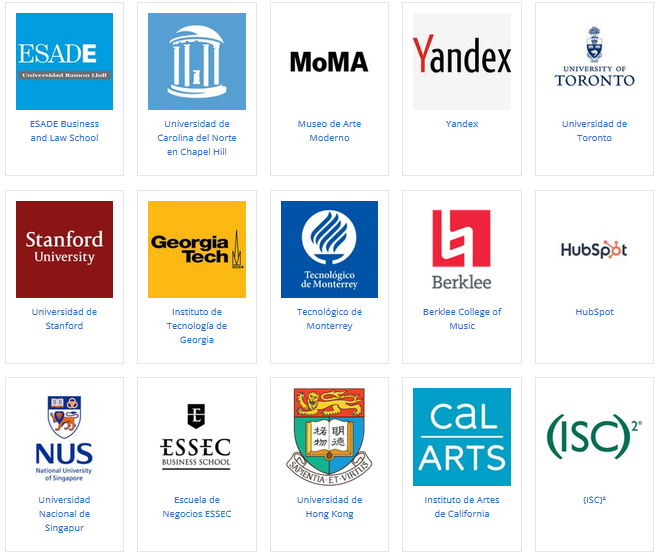 ESADE
Universidad Ramon Llull
ESADE Business
and Law School
Universidad de
Carolina del Norte
en Chapel Hill
MoMA
Museo de Arte
Moderno
Yandex
Yandex
UNIVERSITY OF
TORONTO
Universidad de
Toronto
Stanford
University
Universidad de
Stanford
Georgia
Tech
Instituto de
Tecnología de
Georgia
Tecnológico
de Monterrey
Tecnológico de
Monterrey
Berklee
Berklee College of
Music
HubSpot
HubSpot
NUS
National University
of Singapore
Universidad
Nacional de
Singapur
ESSEC
BUSINESS SCHOOL
Escuela de
Negocios ESSEC
明德
格物
SAPIENTIA·ET·VIRTUS
Universidad de
Hong Kong
CaL
ARTS
Instituto de Artes
de California
(ISC)²®
(ISC)²